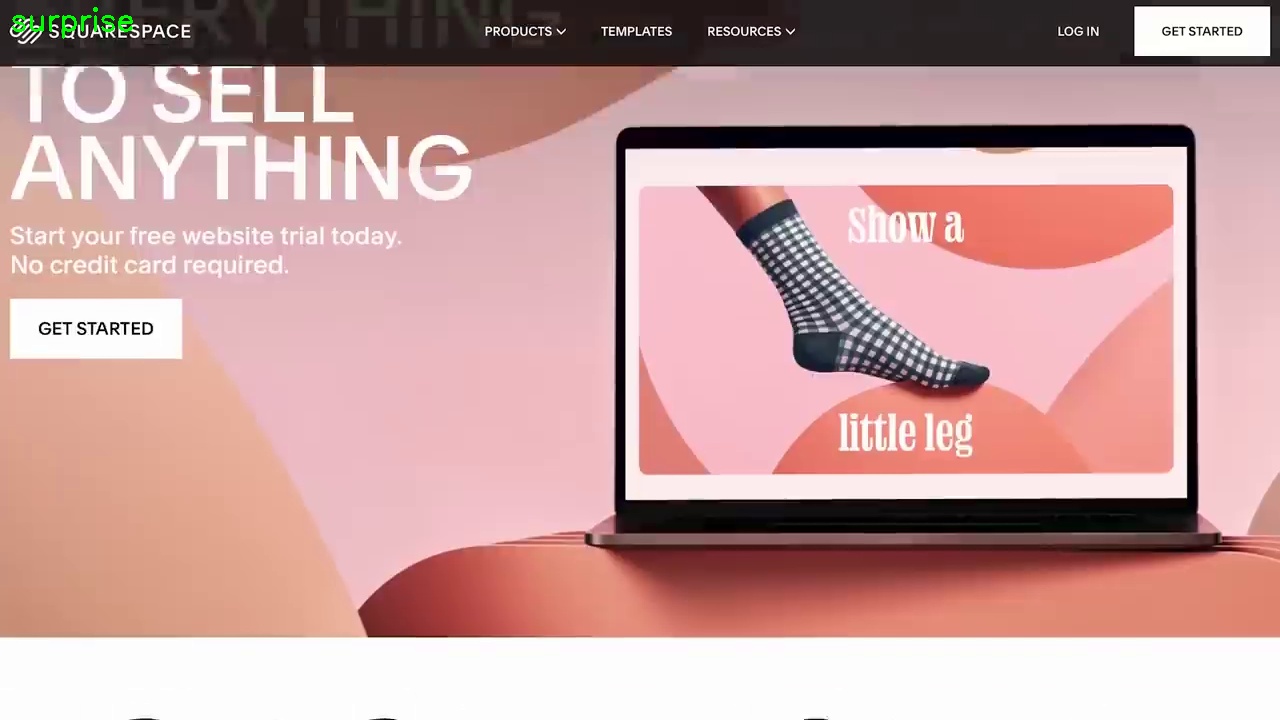 surprise
SQUARESPACE
PRODUCTS
TEMPLATES
RESOURCES
LOG IN
GET STARTED
EVERYTHING
TO SELL
ANYTHING
Start your free website trial today.
No credit card required.
GET STARTED
Show a
little leg